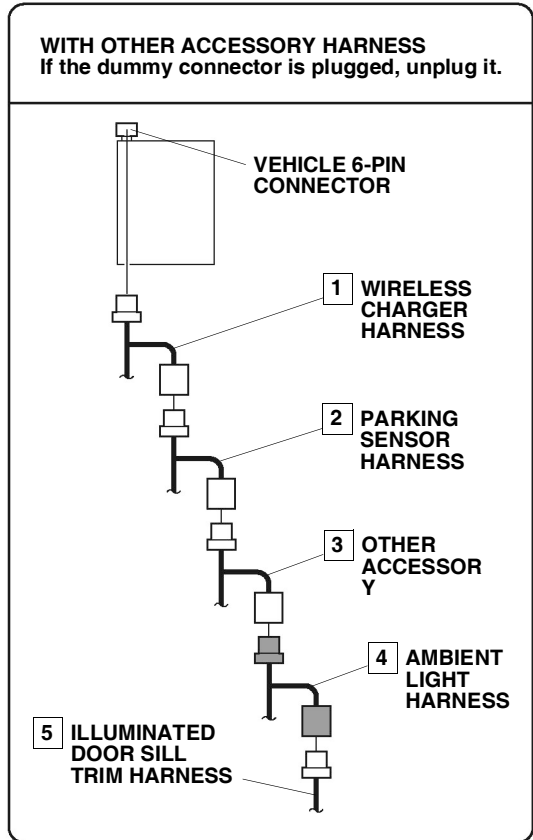 WITH OTHER ACCESSORY HARNESS
If the dummy connector is plugged, unplug it.
VEHICLE 6-PIN
CONNECTOR
1 WIRELESS
CHARGER
HARNESS
2 PARKING
SENSOR
HARNESS
3 OTHER
ACCESSOR
Y
4 AMBIENT
LIGHT
HARNESS
5 ILLUMINATED
DOOR SILL
TRIM HARNESS